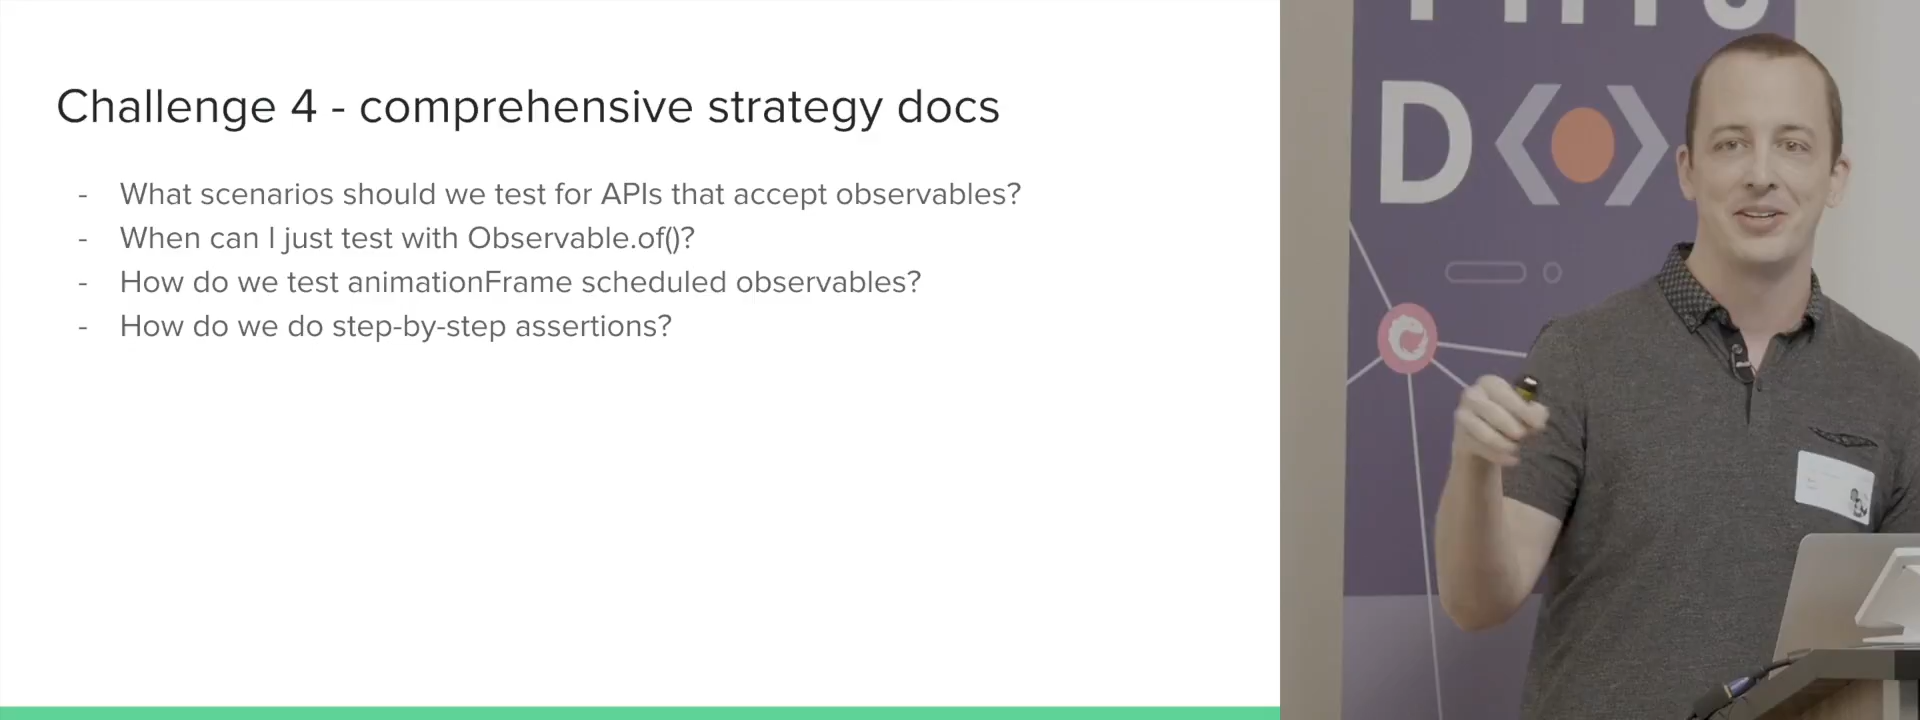 Challenge 4 - comprehensive strategy docs
- What scenarios should we test for APIs that accept observables?
- When can I just test with Observable.of()?
- How do we test animationFrame scheduled observables?
- How do we do step-by-step assertions?
D